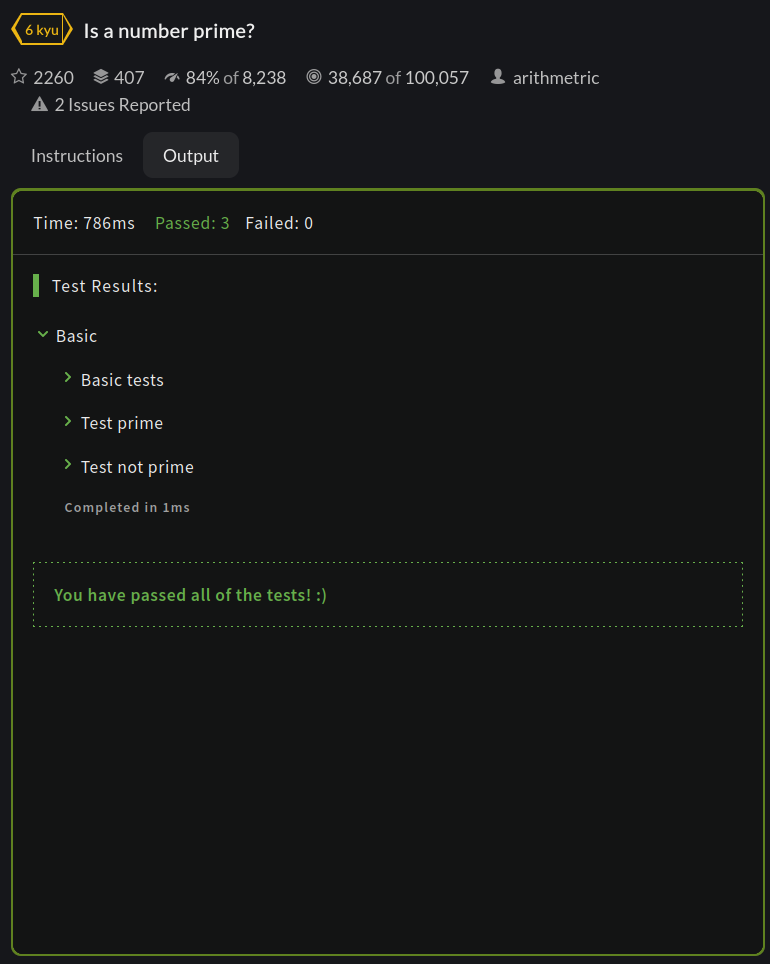 6 kyu Is a number prime?
2260 407 84% of 8,238 38,687 of 100,057 arithmetric
2 Issues Reported
Instructions Output
Time: 786ms Passed: 3 Failed: 0
Test Results:
Basic
Basic tests
Test prime
Test not prime
Completed in 1ms
You have passed all of the tests! :)